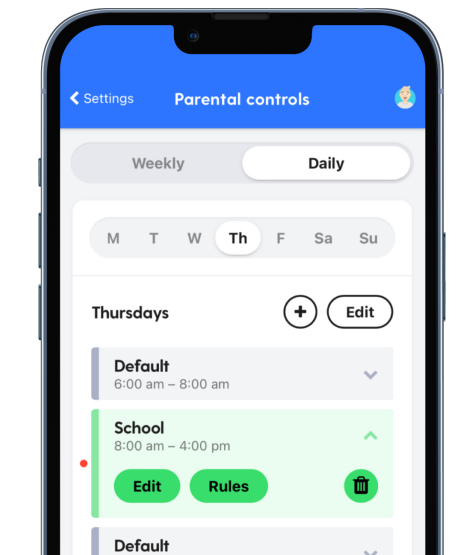 Settings
Parental controls
Weekly
Daily
M T W Th F Sa Su
Thursdays
+ Edit
Default
6:00 am – 8:00 am
School
8:00 am – 4:00 pm
Edit Rules
Default